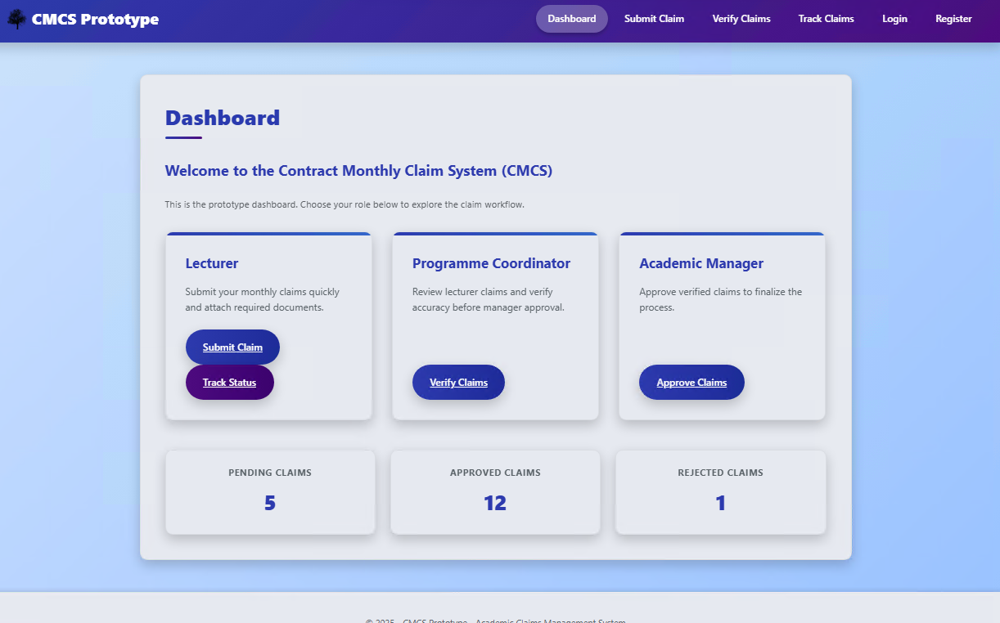 CMCS Prototype
Dashboard
Submit Claim
Verify Claims
Track Claims
Login
Register
Dashboard
Welcome to the Contract Monthly Claim System (CMCS)
This is the prototype dashboard. Choose your role below to explore the claim workflow.
Lecturer
Submit your monthly claims quickly
and attach required documents.
Submit Claim
Track Status
Programme Coordinator
Review lecturer claims and verify
accuracy before manager approval.
Verify Claims
Academic Manager
Approve verified claims to finalize the
process.
Approve Claims
PENDING CLAIMS
5
APPROVED CLAIMS
12
REJECTED CLAIMS
1
© 2025 - CMCS Prototype - Academic Claims Management System